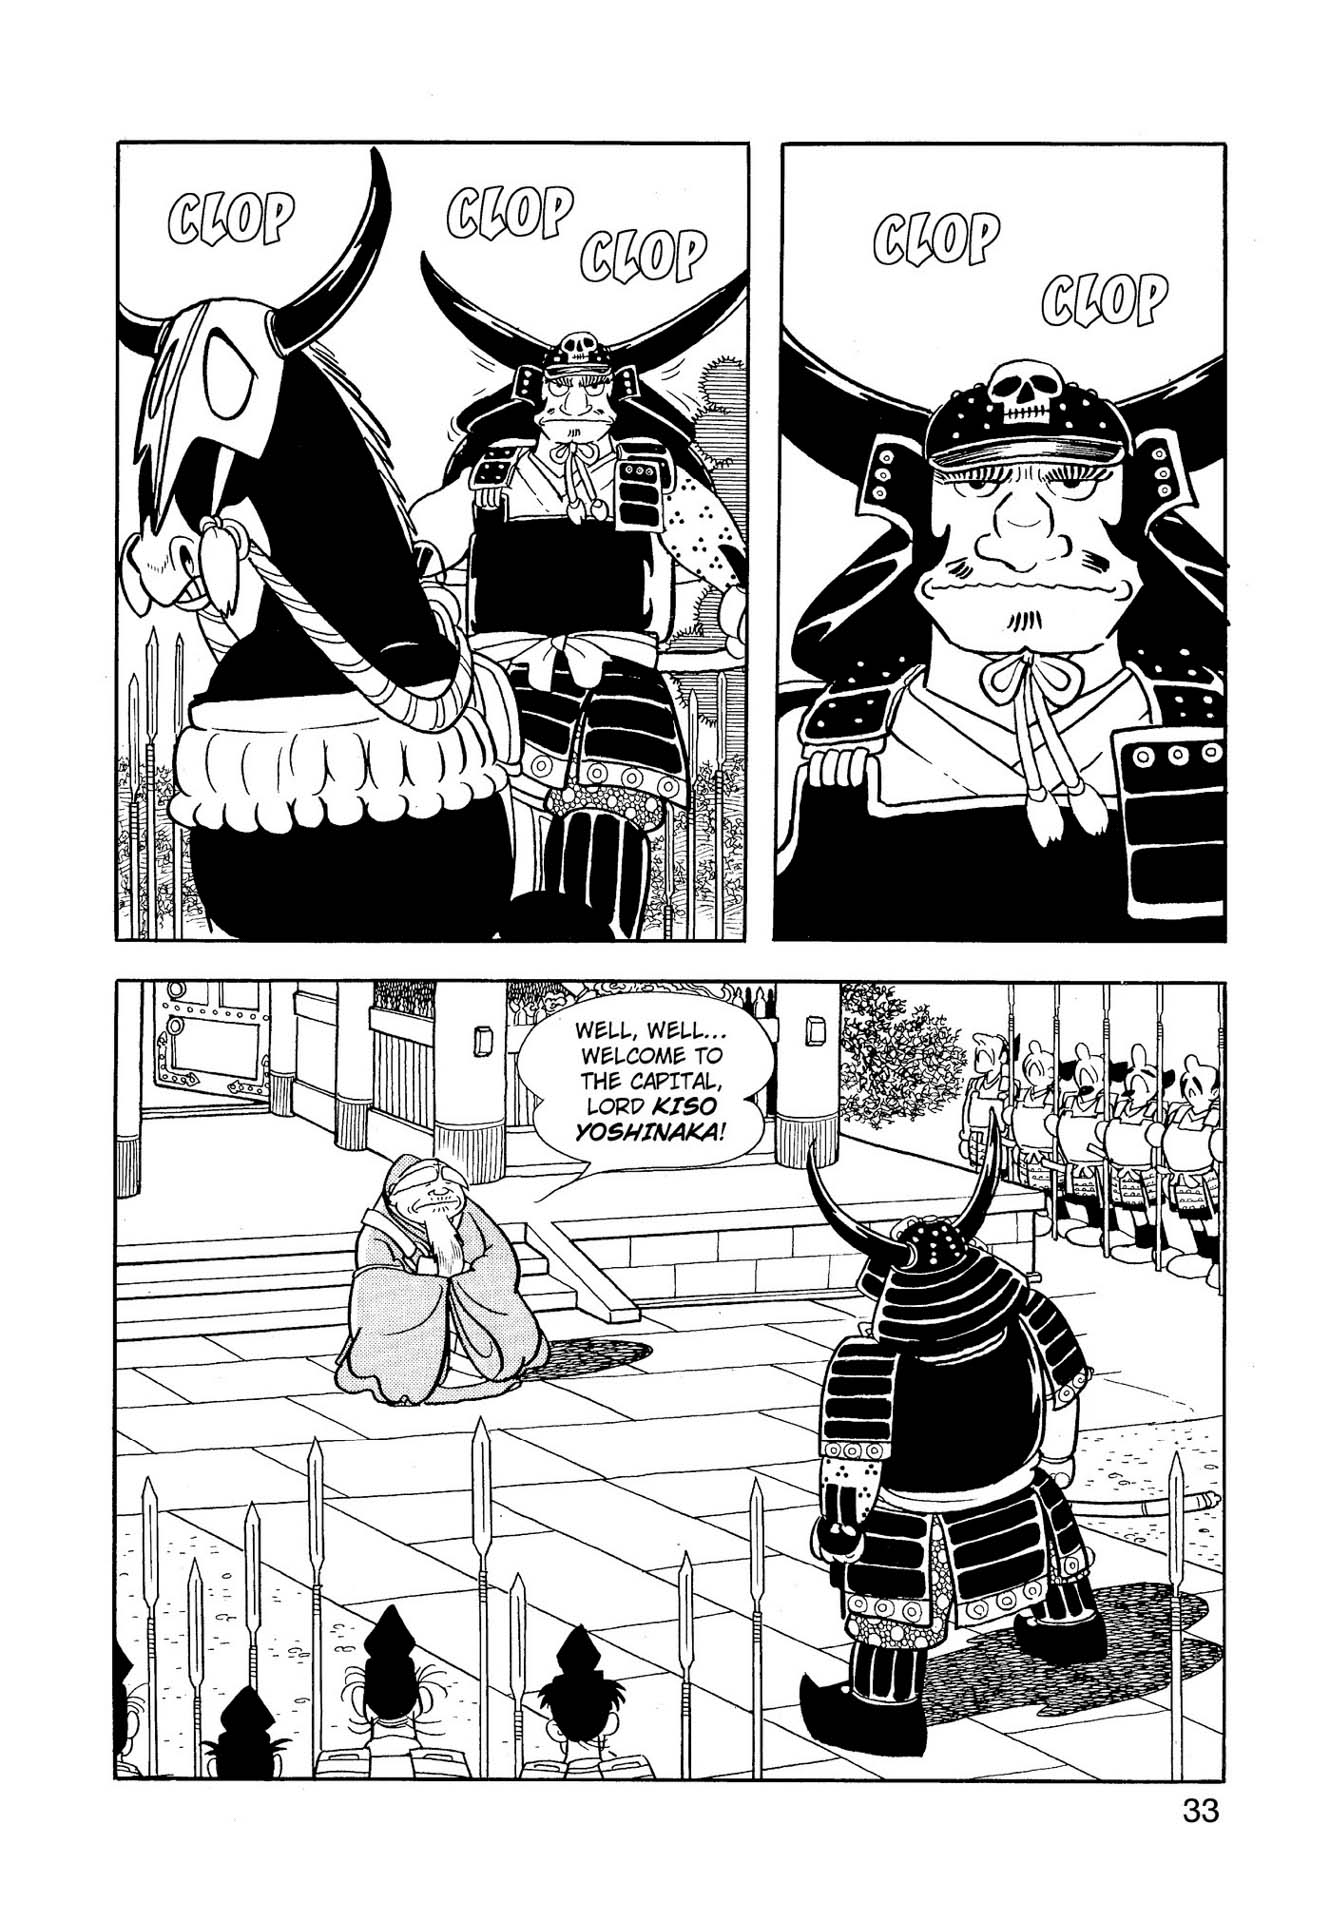 CLOP
CLOP
CLOP
CLOP
CLOP
WELL, WELL...
WELCOME TO
THE CAPITAL,
LORD KISO
YOSHINAKA!
33